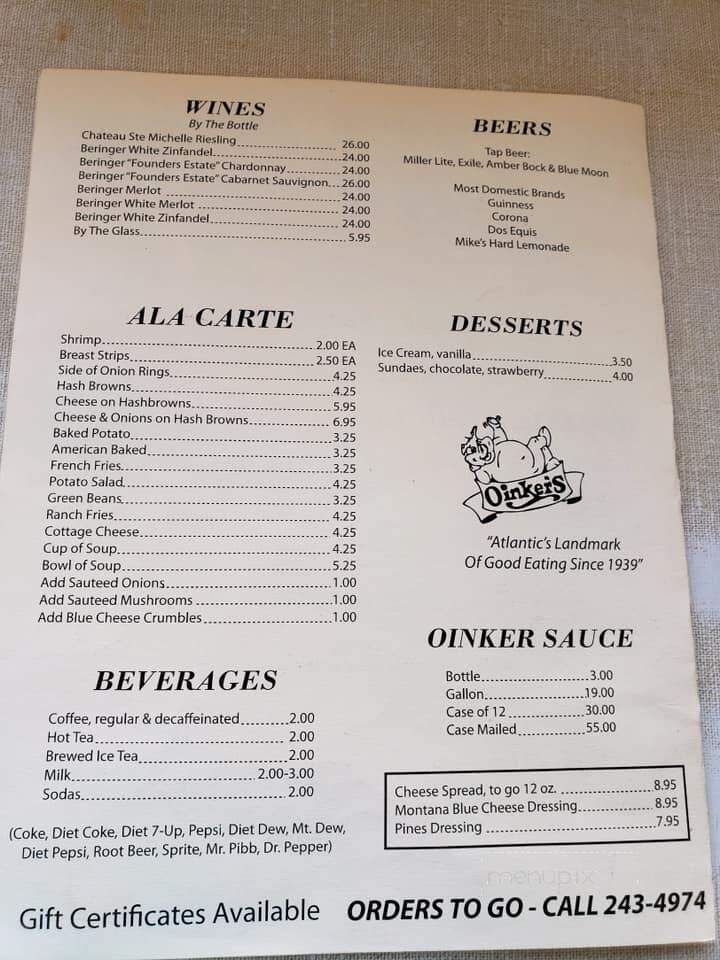 WINES
By The Bottle
Chateau Ste Michelle Riesling 26.00
Beringer White Zinfandel 24.00
Beringer "Founders Estate" Chardonnay 24.00
Beringer "Founders Estate" Cabarnet Sauvignon 26.00
Beringer Merlot 24.00
Beringer White Merlot 24.00
Beringer White Zinfandel 24.00
By The Glass 5.95
BEERS
Tap Beer:
Miller Lite, Exile, Amber Bock & Blue Moon
Most Domestic Brands
Guinness
Corona
Dos Equis
Mike's Hard Lemonade
ALA CARTE
Shrimp 2.00 EA
Breast Strips 2.50 EA
Side of Onion Rings 4.25
Hash Browns 4.25
Cheese on Hashbrowns 5.95
Cheese & Onions on Hash Browns 6.95
Baked Potato 3.25
American Baked 3.25
French Fries 3.25
Potato Salad 4.25
Green Beans 3.25
Ranch Fries 4.25
Cottage Cheese 4.25
Cup of Soup 4.25
Bowl of Soup 5.25
Add Sauteed Onions 1.00
Add Sauteed Mushrooms 1.00
Add Blue Cheese Crumbles 1.00
DESSERTS
Ice Cream, vanilla 3.50
Sundaes, chocolate, strawberry 4.00
Oinker's
"Atlantic's Landmark
Of Good Eating Since 1939"
OINKER SAUCE
Bottle 3.00
Gallon 19.00
Case of 12 30.00
Case Mailed 55.00
BEVERAGES
Coffee, regular & decaffeinated 2.00
Hot Tea 2.00
Brewed Ice Tea 2.00
Milk 2.00-3.00
Sodas 2.00
(Coke, Diet Coke, Diet 7-Up, Pepsi, Diet Dew, Mt. Dew,
Diet Pepsi, Root Beer, Sprite, Mr. Pibb, Dr. Pepper)
Cheese Spread, to go 12 oz. 8.95
Montana Blue Cheese Dressing 8.95
Pines Dressing 7.95
menupix
Gift Certificates Available
ORDERS TO GO - CALL 243-4974